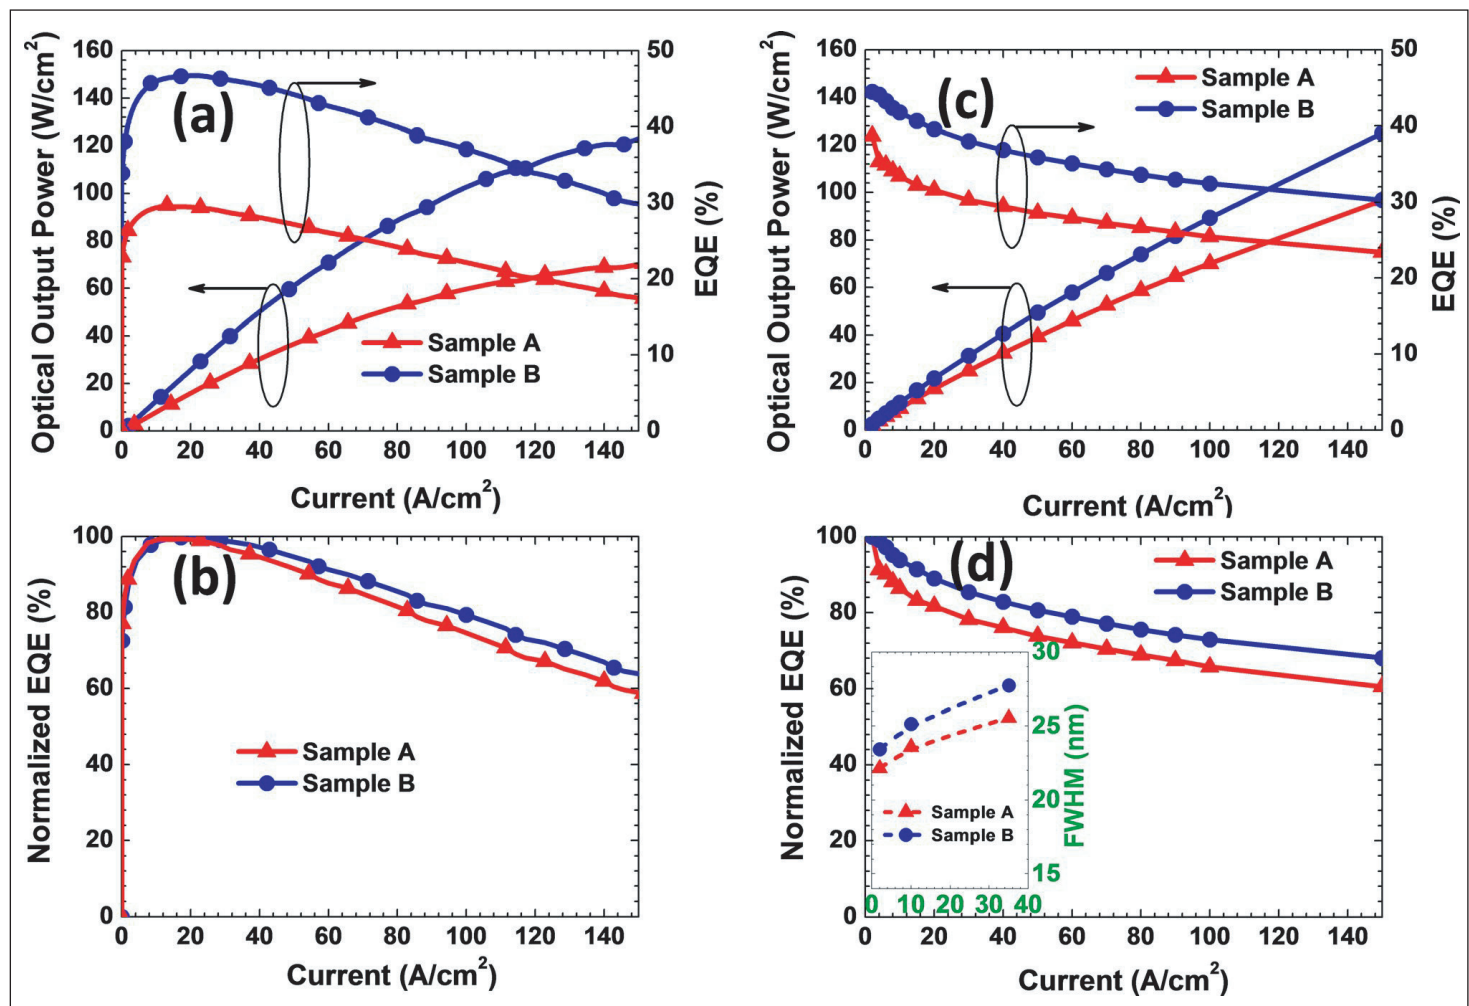 (a)
Optical Output Power (W/cm²)
160
140
120
100
80
60
40
20
0
50
40
30
20
10
0
EQE (%)
Sample A
Sample B
0 20 40 60 80 100 120 140
Current (A/cm²)
(c)
Optical Output Power (W/cm²)
160
140
120
100
80
60
40
20
0
50
40
30
20
10
0
EQE (%)
Sample A
Sample B
0 20 40 60 80 100 120 140
Current (A/cm²)
(b)
Normalized EQE (%)
100
80
60
40
20
0
Sample A
Sample B
0 20 40 60 80 100 120 140
Current (A/cm²)
(d)
Normalized EQE (%)
100
80
60
40
20
0
Sample A
Sample B
30
25
20
15
FWHM (nm)
Sample A
Sample B
0 10 20 30 40
0 20 40 60 80 100 120 140
Current (A/cm²)